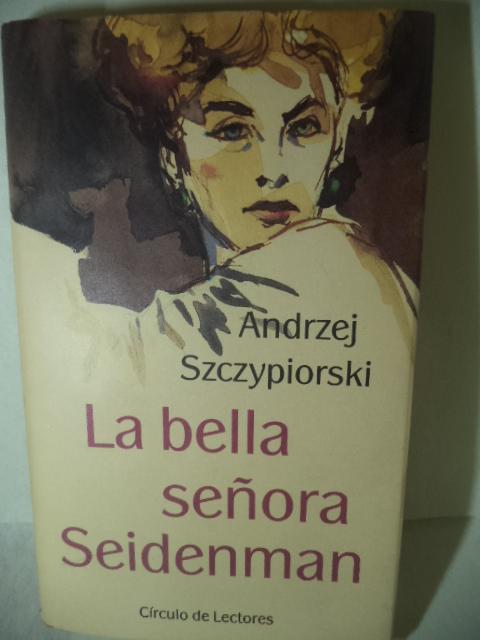 Andrzej
Szczypiorski
La bella
señora
Seidenman
Círculo de Lectores